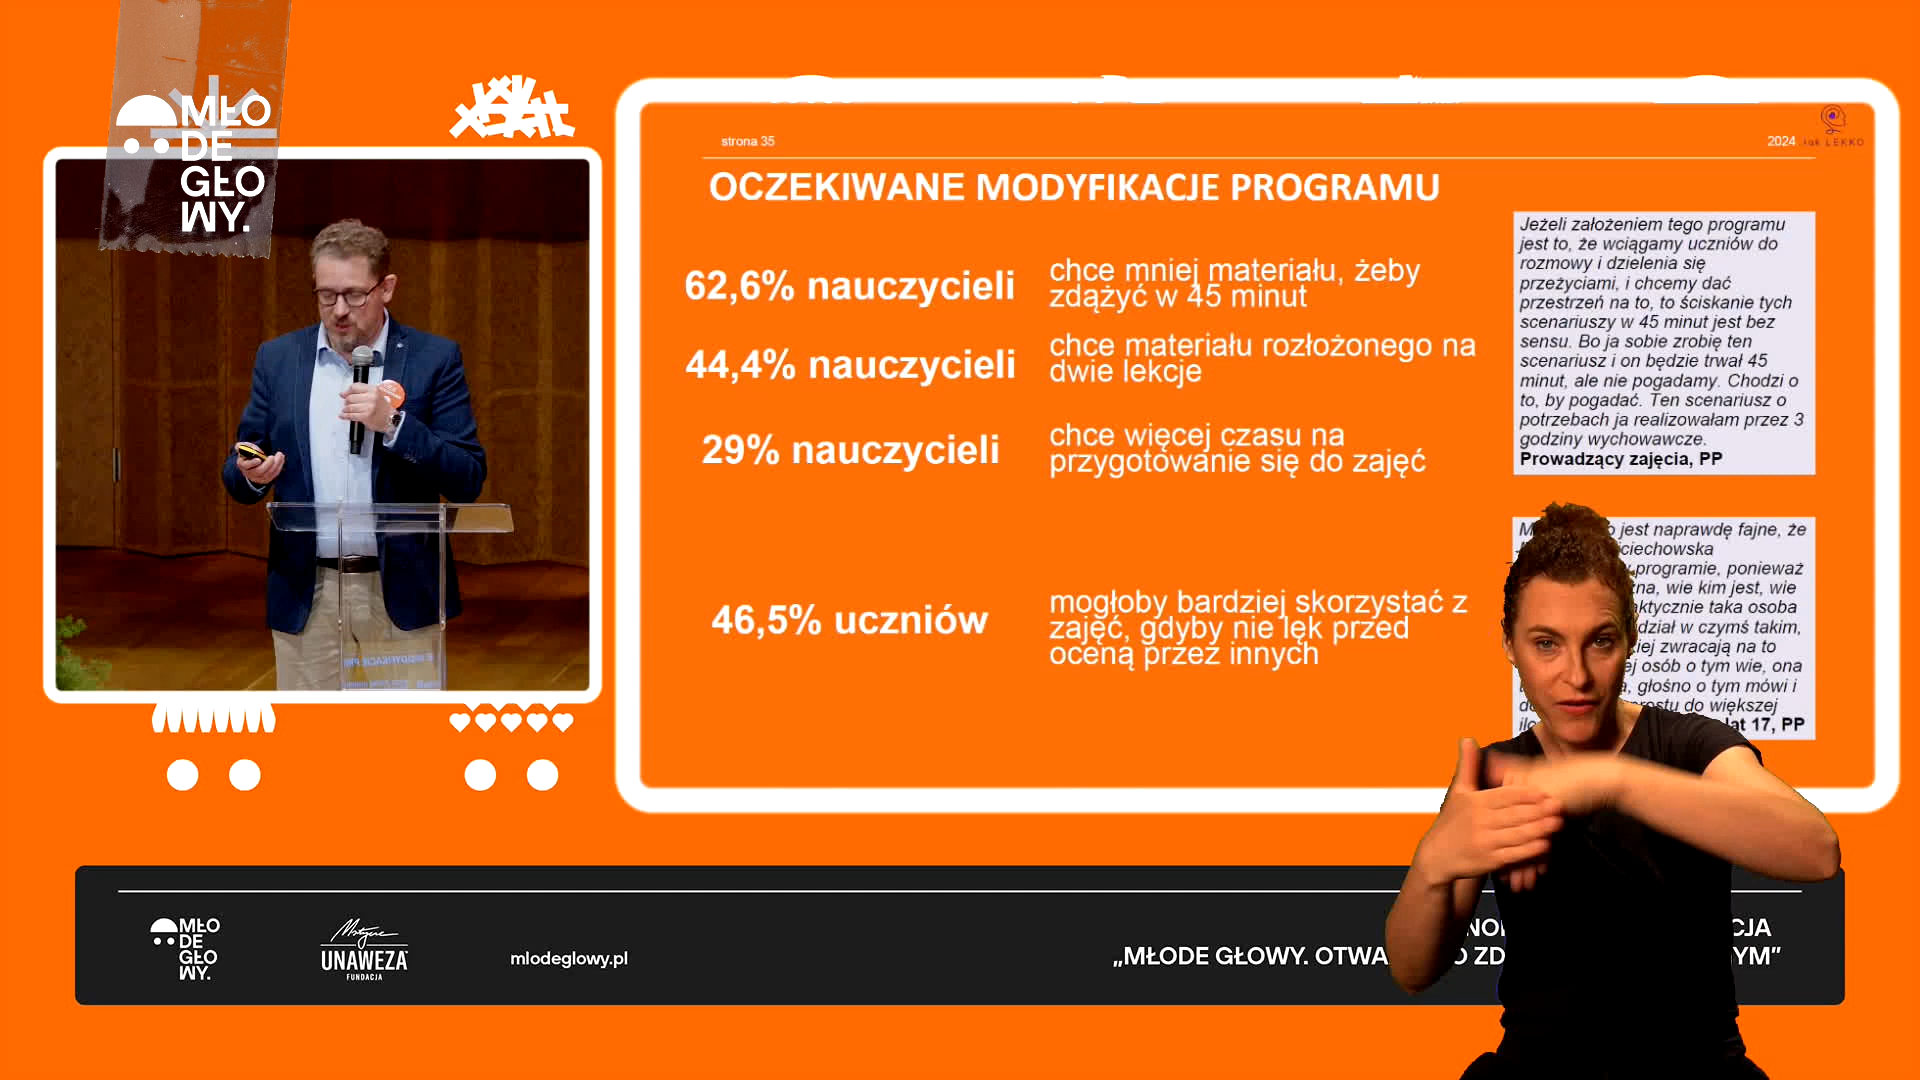 MŁO
DE
GŁO
WY.
strona 35
2024
OCZEKIWANE MODYFIKACJE PROGRAMU
62,6% nauczycieli
chce mniej materiału, żeby
zdążyć w 45 minut
44,4% nauczycieli
chce materiału rozłożonego na
dwie lekcje
29% nauczycieli
chce więcej czasu na
przygotowanie się do zajęć
46,5% uczniów
mogłoby bardziej skorzystać z
zajęć, gdyby nie lęk przed
oceną przez innych
Jeżeli założeniem tego programu
jest to, że wciągamy uczniów do
rozmowy i dzielenia się
przeżyciami, i chcemy dać
przestrzeń na to, to ściskanie tych
scenariuszy w 45 minut jest bez
sensu. Bo ja sobie zrobię ten
scenariusz i on będzie trwał 45
minut, ale nie pogadamy. Chodzi o
to, by pogadać. Ten scenariusz o
potrzebach ja realizowałam przez 3
godziny wychowawcze.
Prowadzący zajęcia, PP
jest naprawdę fajne, że
programie, ponieważ
wie kim jest, wie
taka osoba
w czymś takim,
zwracają na to
osób o tym wie, ona
głośno o tym mówi i
do większej
lat 17, PP
MŁO
DE
GŁO
WY.
UNAWEZA
FUNDACJA
mlodeglowy.pl
„MŁODE GŁOWY.